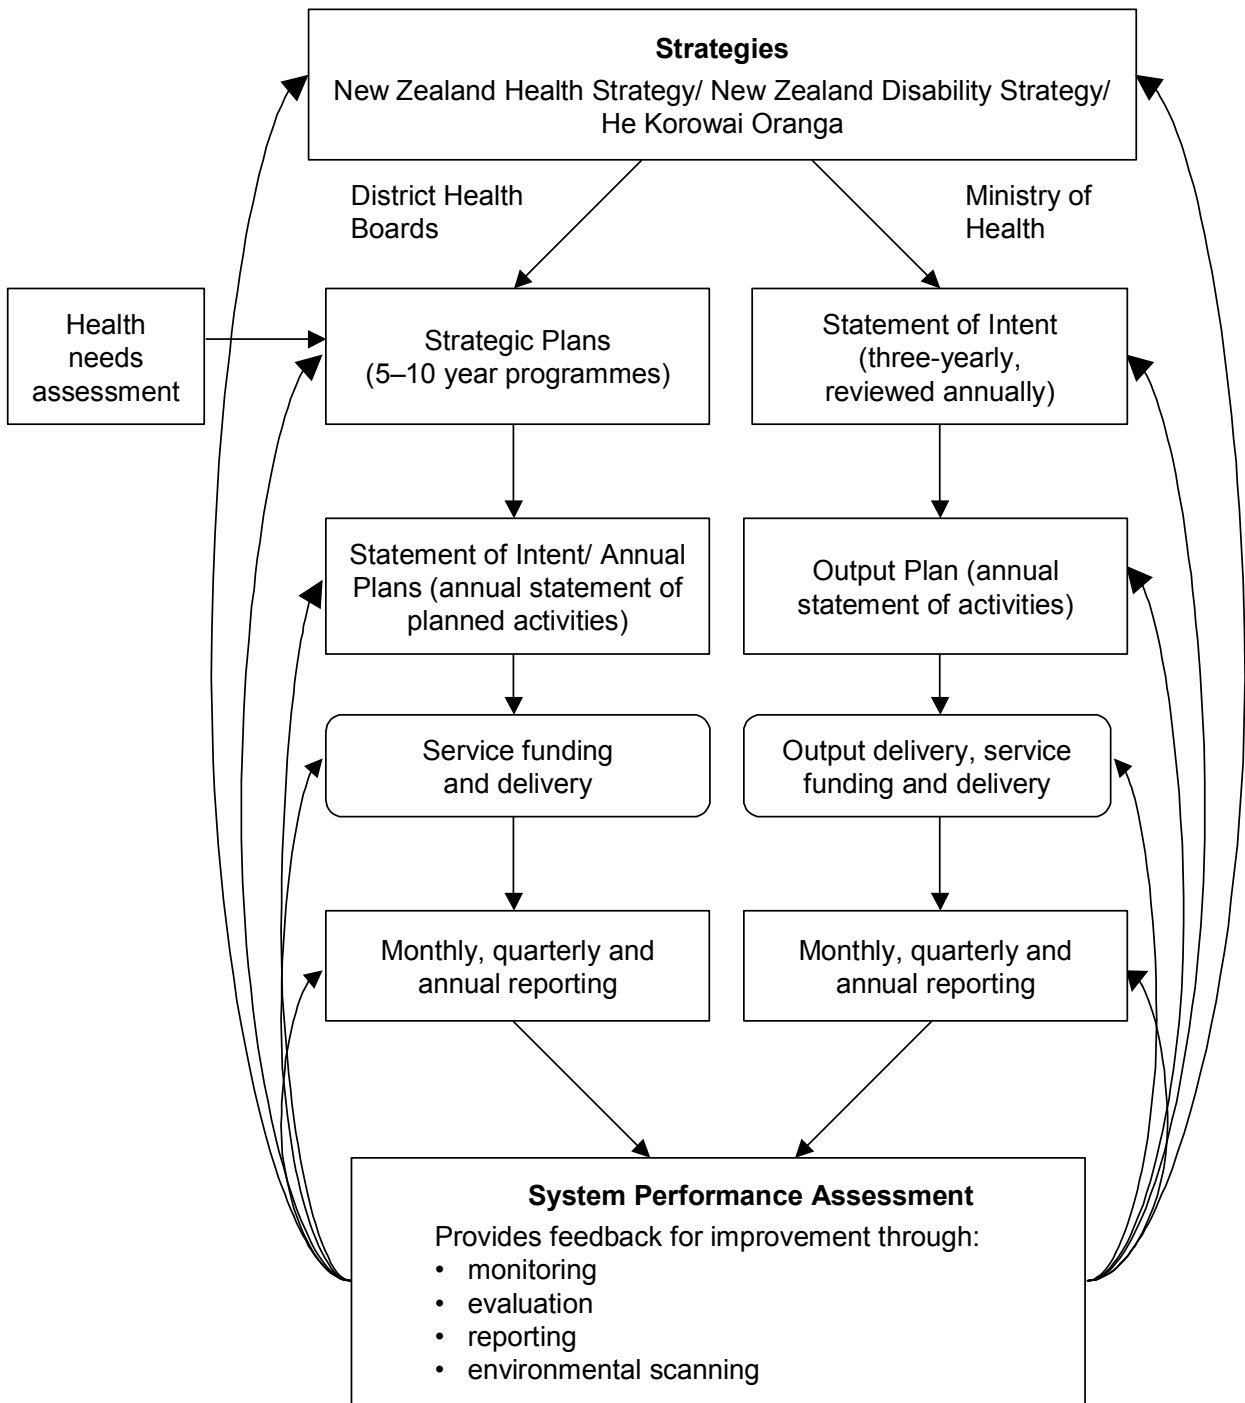 Strategies
New Zealand Health Strategy/ New Zealand Disability Strategy/
He Korowai Oranga
District Health
Boards
Ministry of
Health
Health
needs
assessment
Strategic Plans
(5–10 year programmes)
Statement of Intent
(three-yearly,
reviewed annually)
Statement of Intent/ Annual
Plans (annual statement of
planned activities)
Output Plan (annual
statement of activities)
Service funding
and delivery
Output delivery, service
funding and delivery
Monthly, quarterly and
annual reporting
Monthly, quarterly and
annual reporting
System Performance Assessment
Provides feedback for improvement through:
• monitoring
• evaluation
• reporting
• environmental scanning